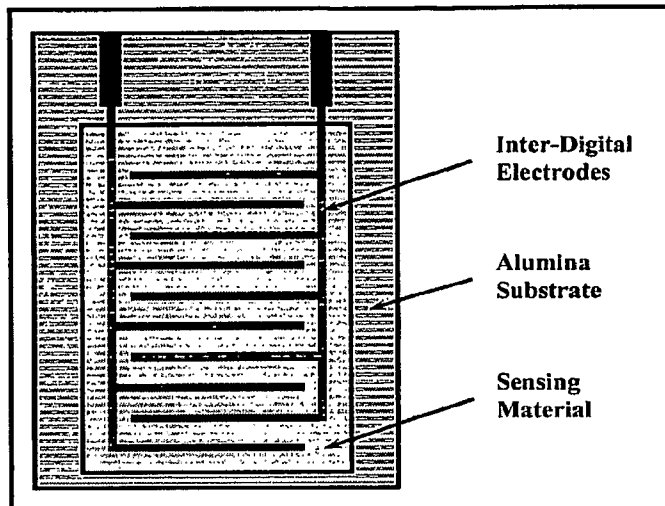 Inter-Digital
Electrodes
Alumina
Substrate
Sensing
Material